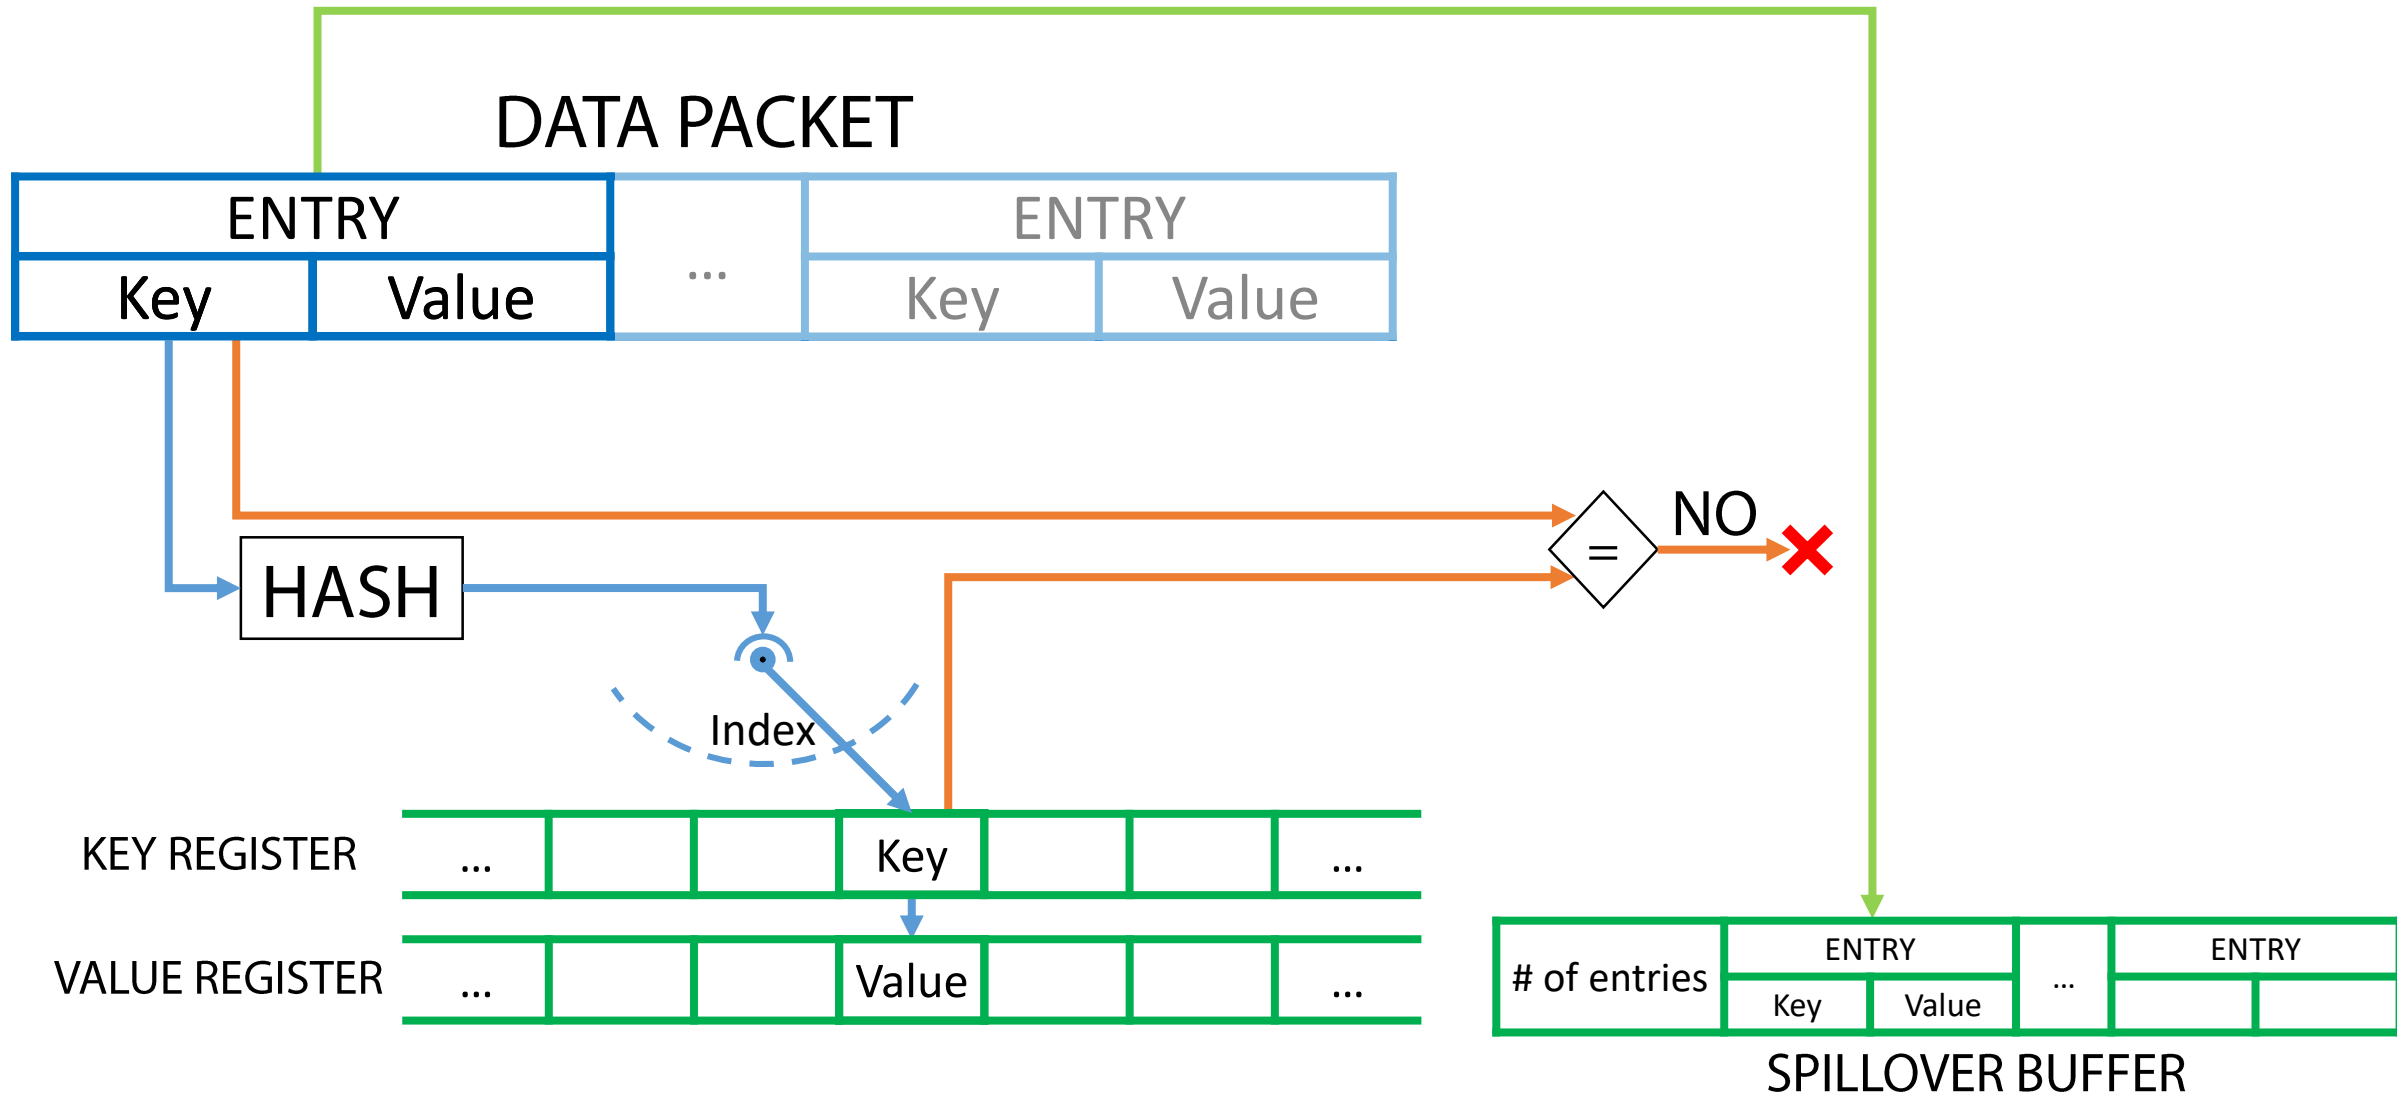 DATA PACKET
ENTRY
...
ENTRY
Key
Value
Key
Value
NO
=
HASH
Index
KEY REGISTER
...
Key
...
VALUE REGISTER
...
Value
...
# of entries
ENTRY
...
ENTRY
Key
Value
SPILLOVER BUFFER